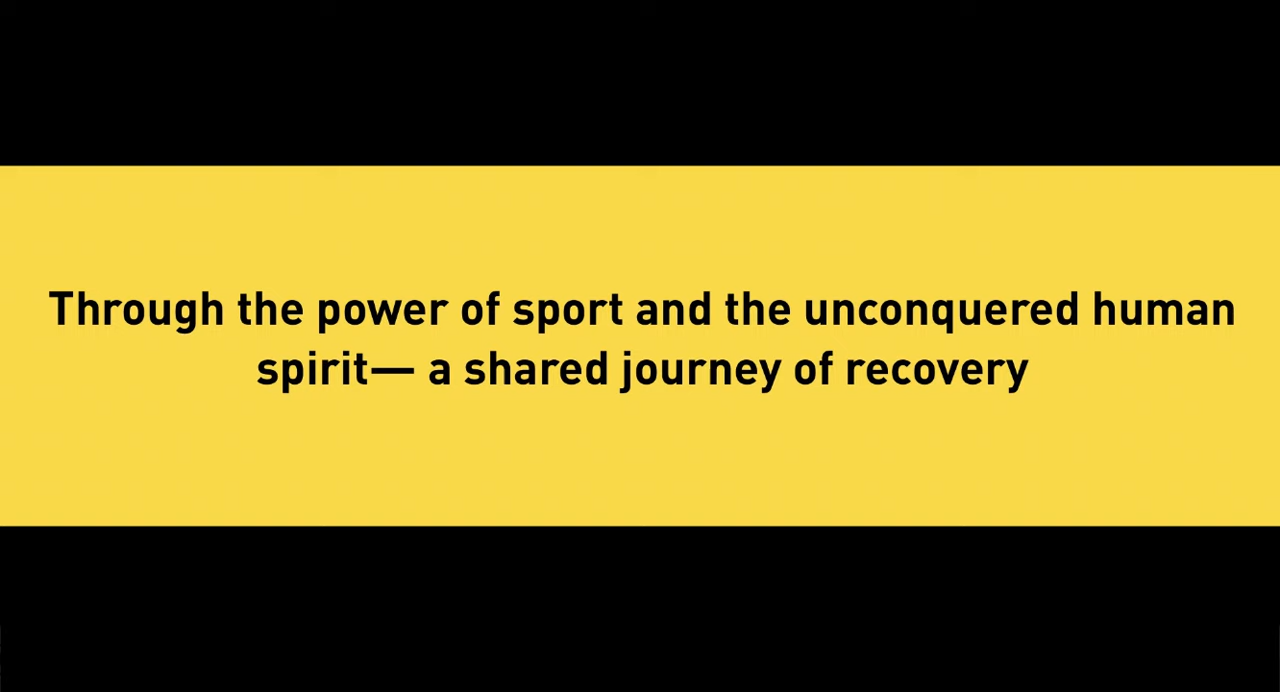 Through the power of sport and the unconquered human
spirit— a shared journey of recovery